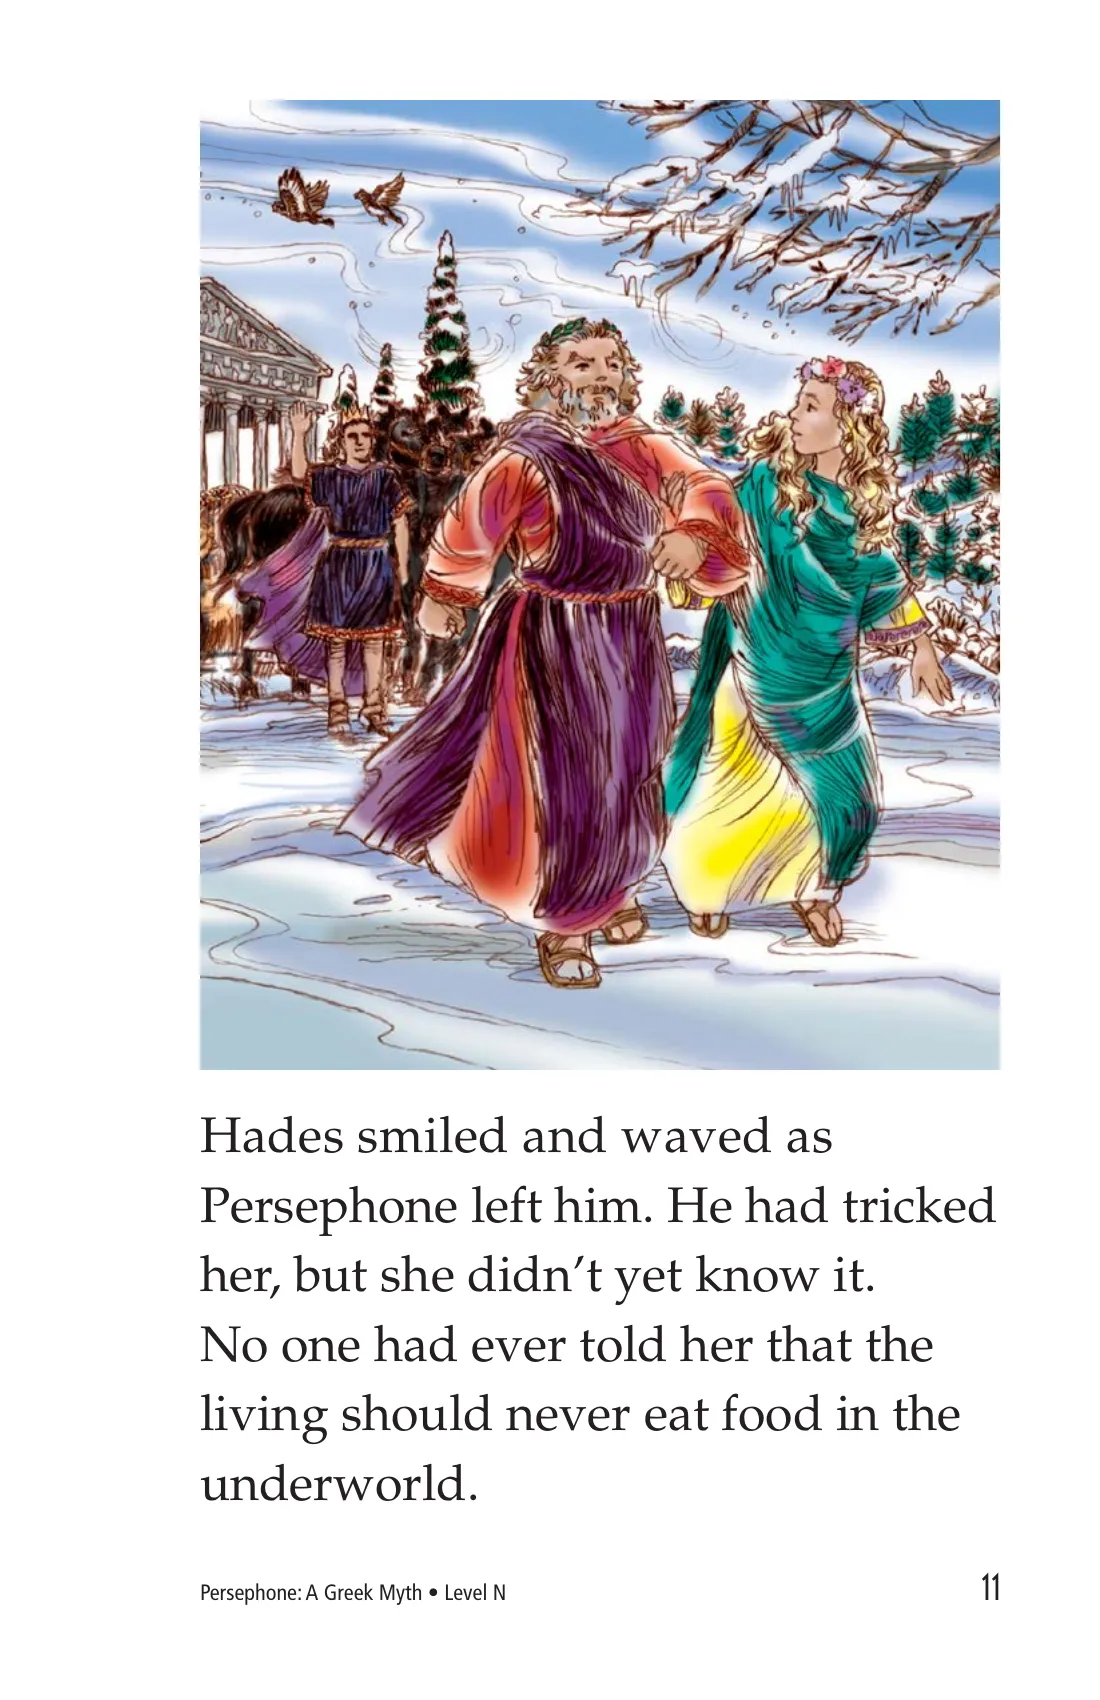 Hades smiled and waved as
Persephone left him. He had tricked
her, but she didn’t yet know it.
No one had ever told her that the
living should never eat food in the
underworld.
Persephone: A Greek Myth • Level N
11